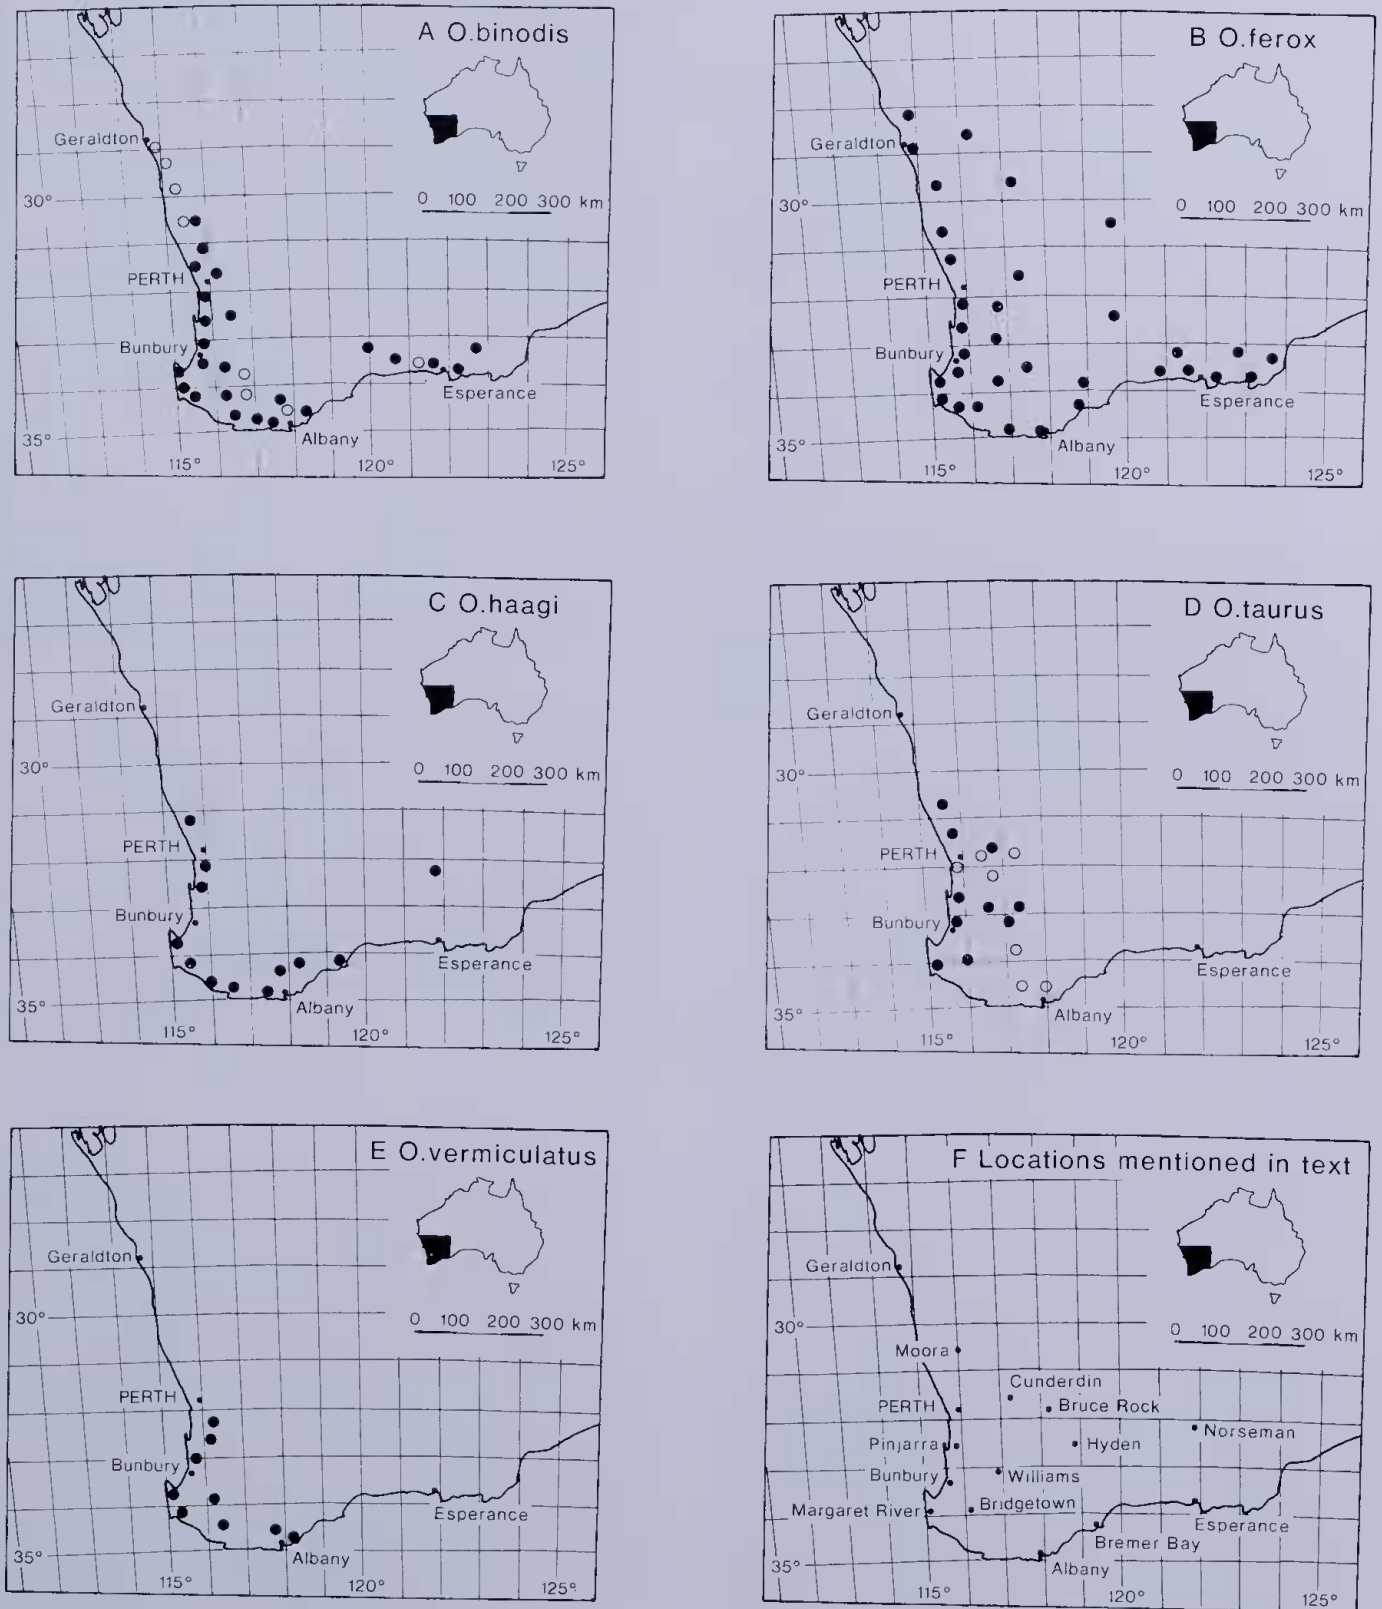 A O.binodis
Geraldton
0 100 200 300 km
30°
PERTH
Bunbury
Esperance
35°
Albany
115° 120° 125°
B O.ferox
Geraldton
0 100 200 300 km
30°
PERTH
Bunbury
Esperance
35°
Albany
115° 120° 125°
C O.haagi
Geraldton
0 100 200 300 km
30°
PERTH
Bunbury
Esperance
35°
Albany
115° 120° 125°
D O.taurus
Geraldton
0 100 200 300 km
30°
PERTH
Bunbury
Esperance
35°
Albany
115° 120° 125°
E O.vermiculatus
Geraldton
0 100 200 300 km
30°
PERTH
Bunbury
Esperance
35°
Albany
115° 120° 125°
F Locations mentioned in text
Geraldton
0 100 200 300 km
30°
Moora
Cunderdin
PERTH
Bruce Rock
Norseman
Pinjarra
Hyden
Bunbury
Williams
Margaret River
Bridgetown
Esperance
Bremer Bay
35°
Albany
115° 120° 125°